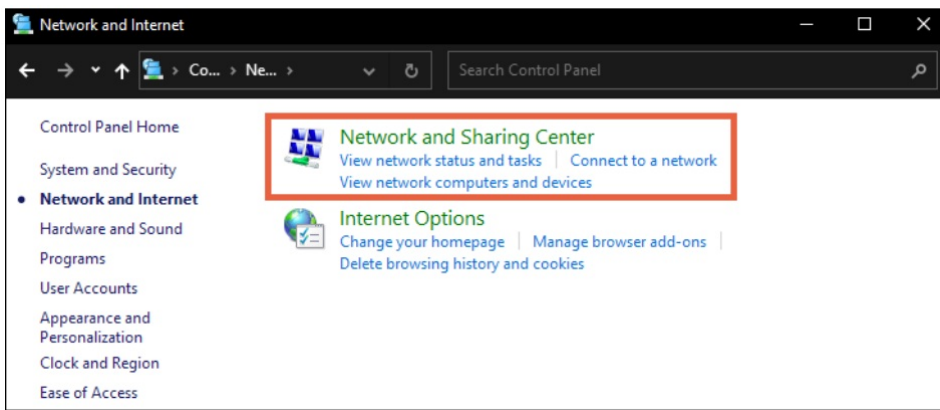 Network and Internet
Co... > Ne... >
Search Control Panel
Control Panel Home
System and Security
Network and Internet
Hardware and Sound
Programs
User Accounts
Appearance and
Personalization
Clock and Region
Ease of Access
Network and Sharing Center
View network status and tasks | Connect to a network
View network computers and devices
Internet Options
Change your homepage | Manage browser add-ons |
Delete browsing history and cookies